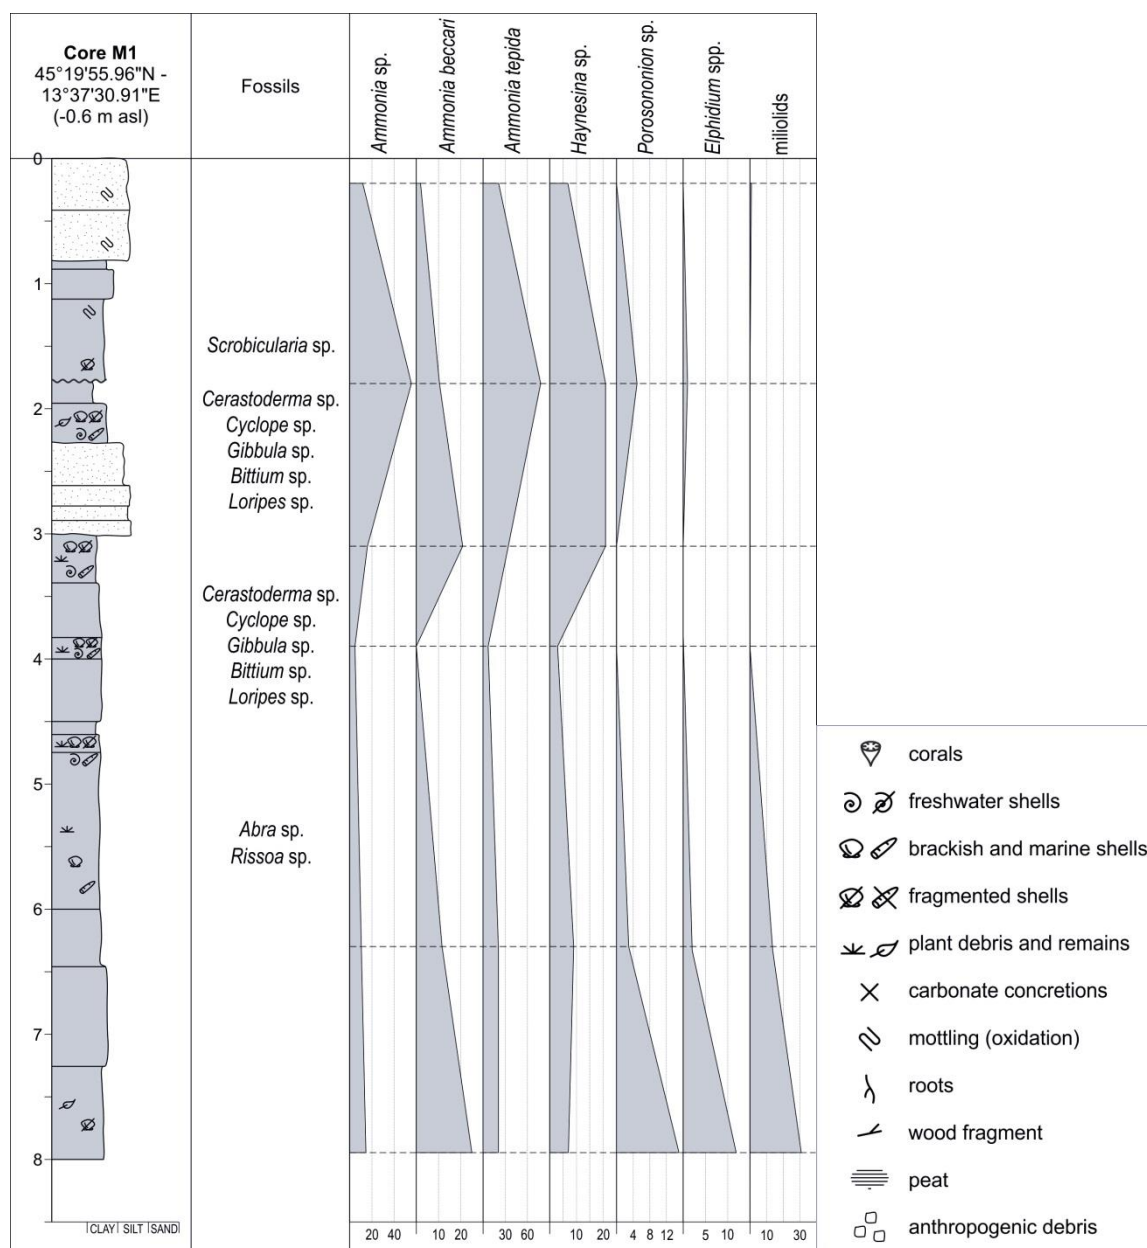 Core M1
45°19'55.96"N -
13°37'30.91"E
(-0.6 m asl)
Fossils
Ammonia sp.
Ammonia beccari
Ammonia tepida
Haynesina sp.
Porosononion sp.
Elphidium spp.
miliolids
0
1
2
3
4
5
6
7
8
Scrobicularia sp.
Cerastoderma sp.
Cyclope sp.
Gibbula sp.
Bittium sp.
Loripes sp.
Cerastoderma sp.
Cyclope sp.
Gibbula sp.
Bittium sp.
Loripes sp.
Abra sp.
Rissoa sp.
CLAY SILT SAND
20 40 10 20 30 60 10 20 4 8 12 5 10 10 30
corals
freshwater shells
brackish and marine shells
fragmented shells
plant debris and remains
carbonate concretions
mottling (oxidation)
roots
wood fragment
peat
anthropogenic debris